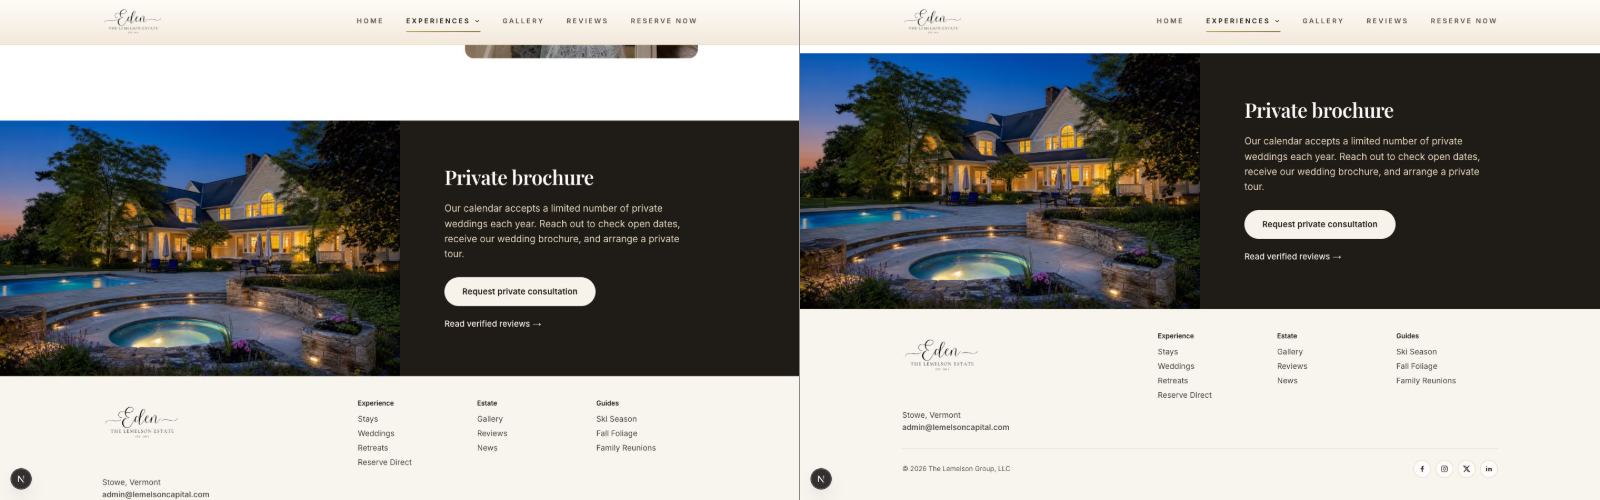 Eden
THE LEMELSON ESTATE
HOME EXPERIENCES GALLERY REVIEWS RESERVE NOW
Private brochure
Our calendar accepts a limited number of private
weddings each year. Reach out to check open dates,
receive our wedding brochure, and arrange a private
tour.
Request private consultation
Read verified reviews →
Eden
THE LEMELSON ESTATE
Experience
Stays
Weddings
Retreats
Reserve Direct
Estate
Gallery
Reviews
News
Guides
Ski Season
Fall Foliage
Family Reunions
Stowe, Vermont
admin@lemelsoncapital.com
N
Eden
THE LEMELSON ESTATE
HOME EXPERIENCES GALLERY REVIEWS RESERVE NOW
Private brochure
Our calendar accepts a limited number of private
weddings each year. Reach out to check open dates,
receive our wedding brochure, and arrange a private
tour.
Request private consultation
Read verified reviews →
Eden
THE LEMELSON ESTATE
Experience
Stays
Weddings
Retreats
Reserve Direct
Estate
Gallery
Reviews
News
Guides
Ski Season
Fall Foliage
Family Reunions
Stowe, Vermont
admin@lemelsoncapital.com
© 2026 The Lemelson Group, LLC
N